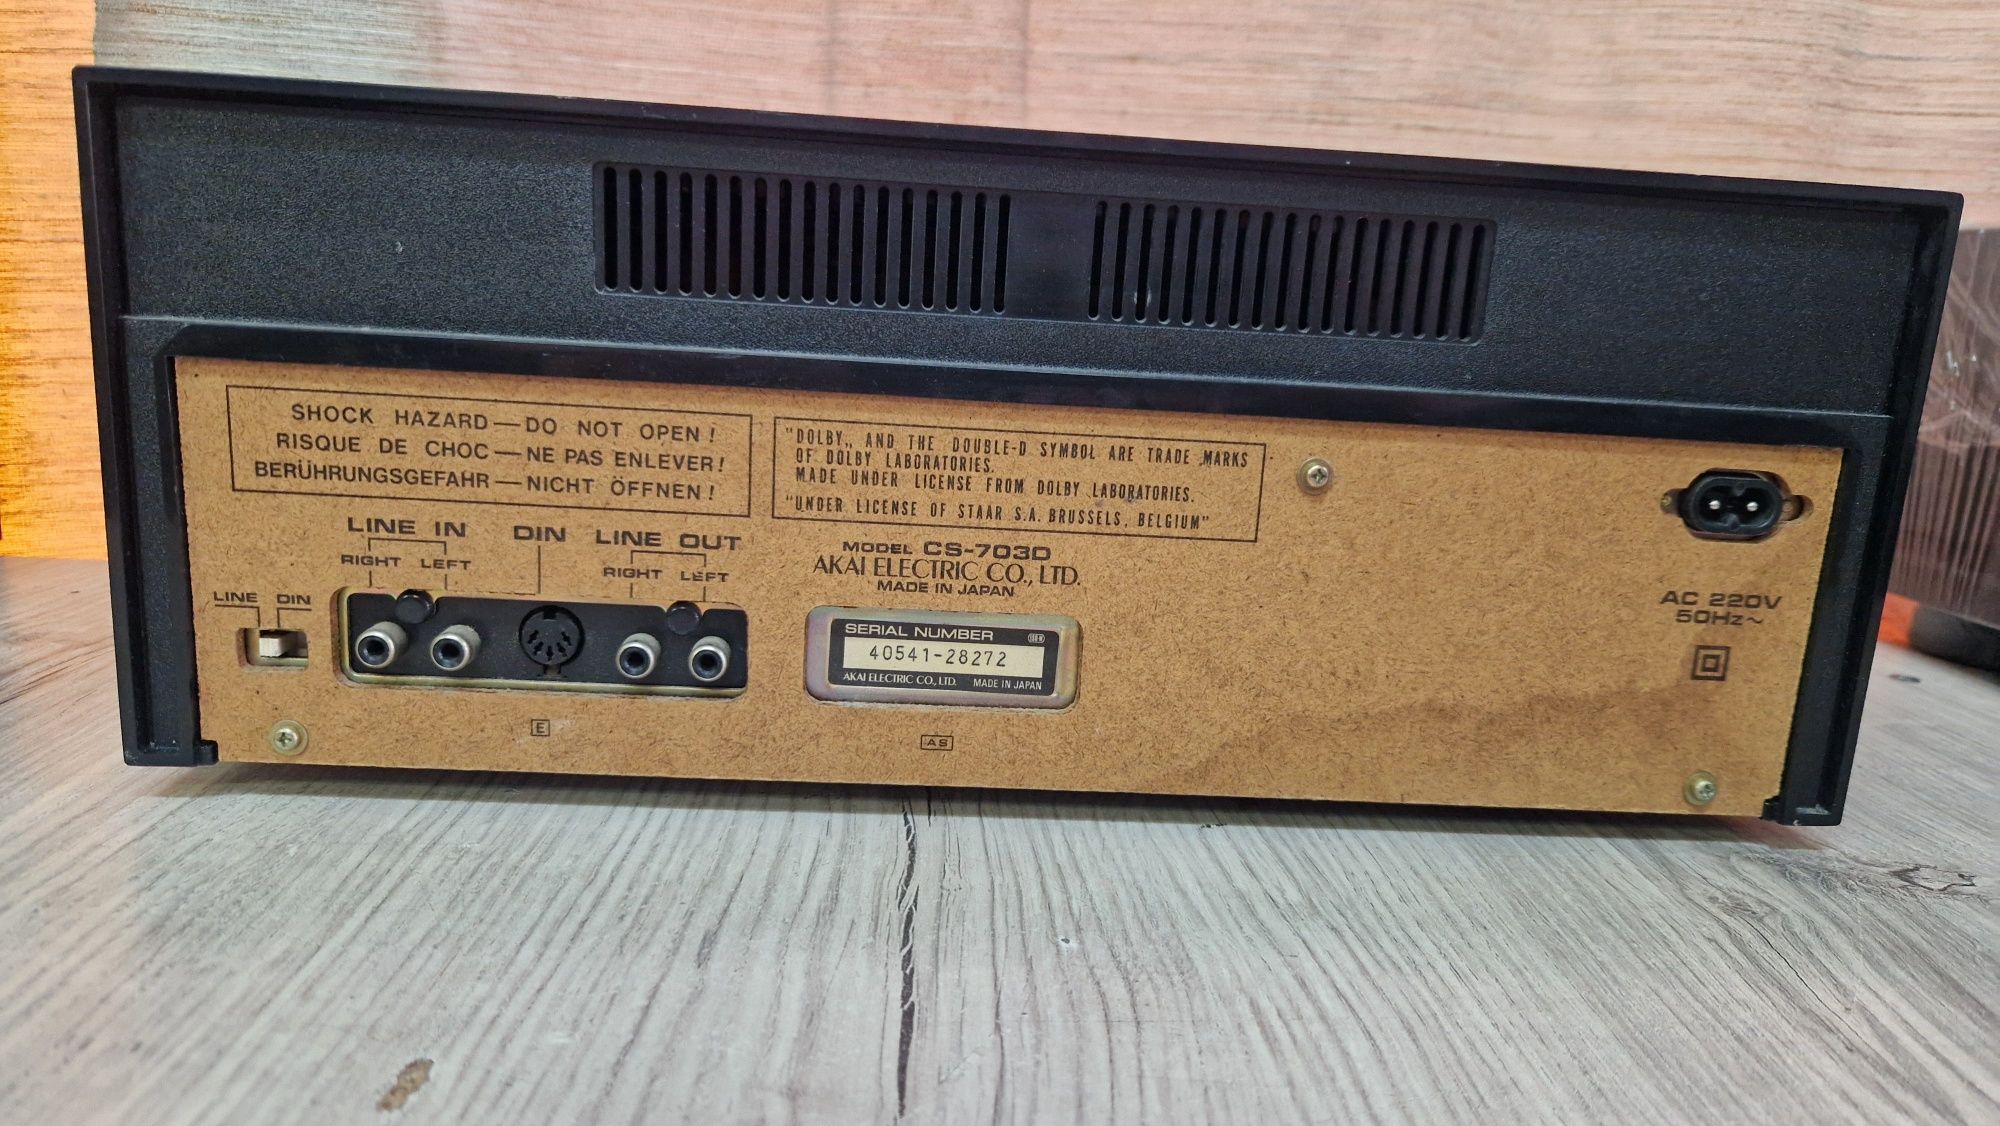 SHOCK HAZARD — DO NOT OPEN!
RISQUE DE CHOC — NE PAS ENLEVER!
BERÜHRUNGSGEFAHR — NICHT ÖFFNEN!
"DOLBY„ AND THE DOUBLE-D SYMBOL ARE TRADE MARKS
OF DOLBY LABORATORIES.
MADE UNDER LICENSE FROM DOLBY LABORATORIES.
"UNDER LICENSE OF STAAR S.A. BRUSSELS, BELGIUM"
LINE IN DIN LINE OUT
RIGHT LEFT RIGHT LEFT
LINE DIN
MODEL CS-703D
AKAI ELECTRIC CO., LTD.
MADE IN JAPAN
SERIAL NUMBER
40541-28272
AKAI ELECTRIC CO., LTD. MADE IN JAPAN
E
AS
AC 220V
50Hz~